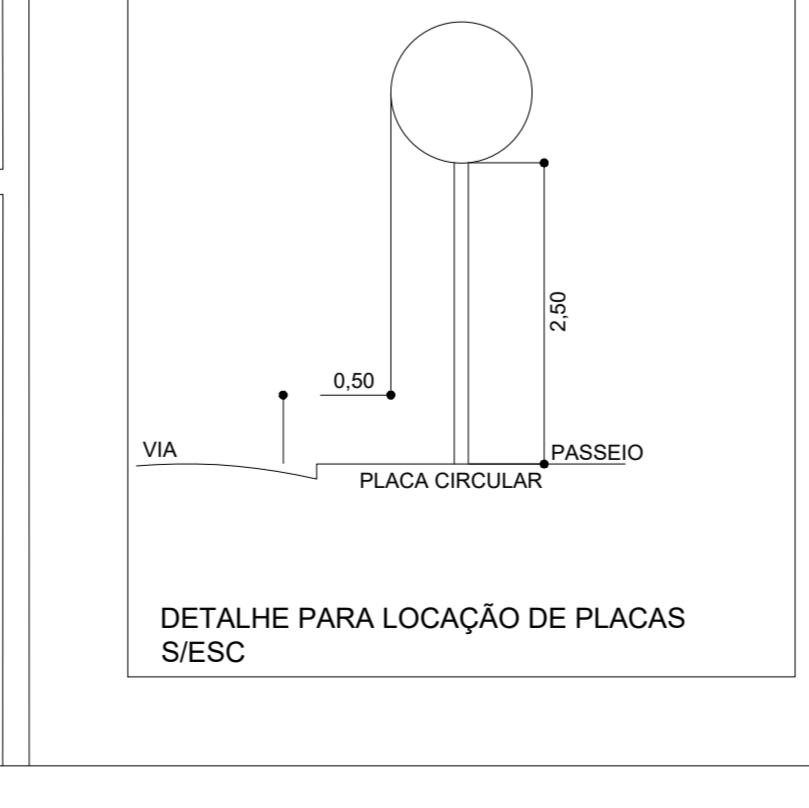 2,50
0,50
VIA
PASSEIO
PLACA CIRCULAR
DETALHE PARA LOCAÇÃO DE PLACAS
S/ESC